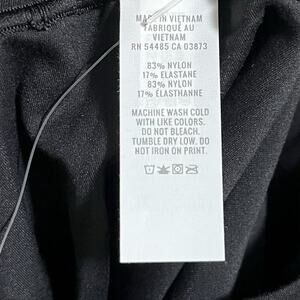 MADE IN VIETNAM
FABRIQUÉ AU
VIETNAM
RN 54485 CA 03873
83% NYLON
17% ELASTANE
83% NYLON
17% ÉLASTHANNE
MACHINE WASH COLD
WITH LIKE COLORS.
DO NOT BLEACH.
TUMBLE DRY LOW. DO
NOT IRON ON PRINT.